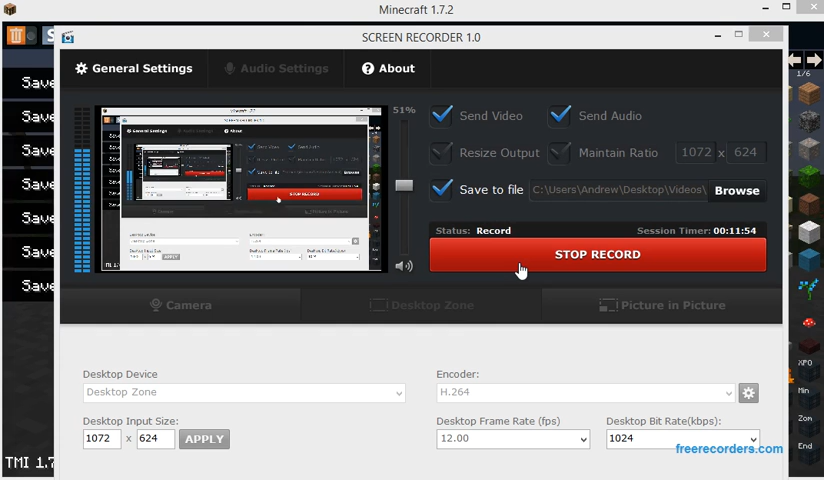 Minecraft 1.7.2
SCREEN RECORDER 1.0
General Settings
Audio Settings
About
1/6
Save
Save
Save
Save
Save
Save
Save
51%
Send Video
Send Audio
Resize Output
Maintain Ratio
1072 x 624
Save to file
C:\Users\Andrew\Desktop\Videos\
Browse
Status: Record
Session Timer: 00:11:54
STOP RECORD
Camera
Desktop Zone
Picture in Picture
Desktop Device
Desktop Zone
Encoder:
H.264
Desktop Input Size:
1072 x 624
APPLY
Desktop Frame Rate (fps)
12.00
Desktop Bit Rate(kbps):
1024
freerecorders.com
TMI 1.7
Min
Zom
End